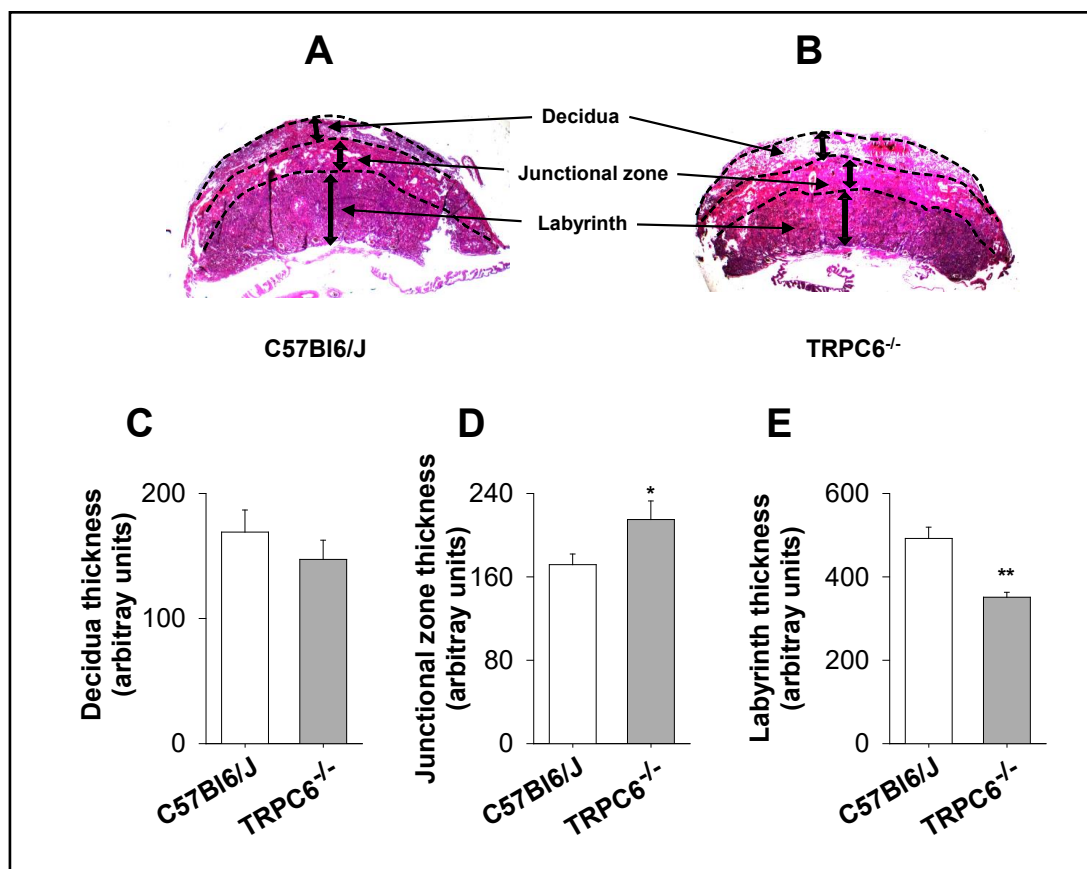 A
B
Decidua
Junctional zone
Labyrinth
C57Bl6/J
TRPC6-/-
C
D
E
Decidua thickness
(arbitray units)
200
100
0
C57Bl6/J
TRPC6-/-
Junctional zone thickness
(arbitray units)
240
160
80
0
*
C57Bl6/J
TRPC6-/-
Labyrinth thickness
(arbitray units)
600
400
200
0
**
C57Bl6/J
TRPC6-/-